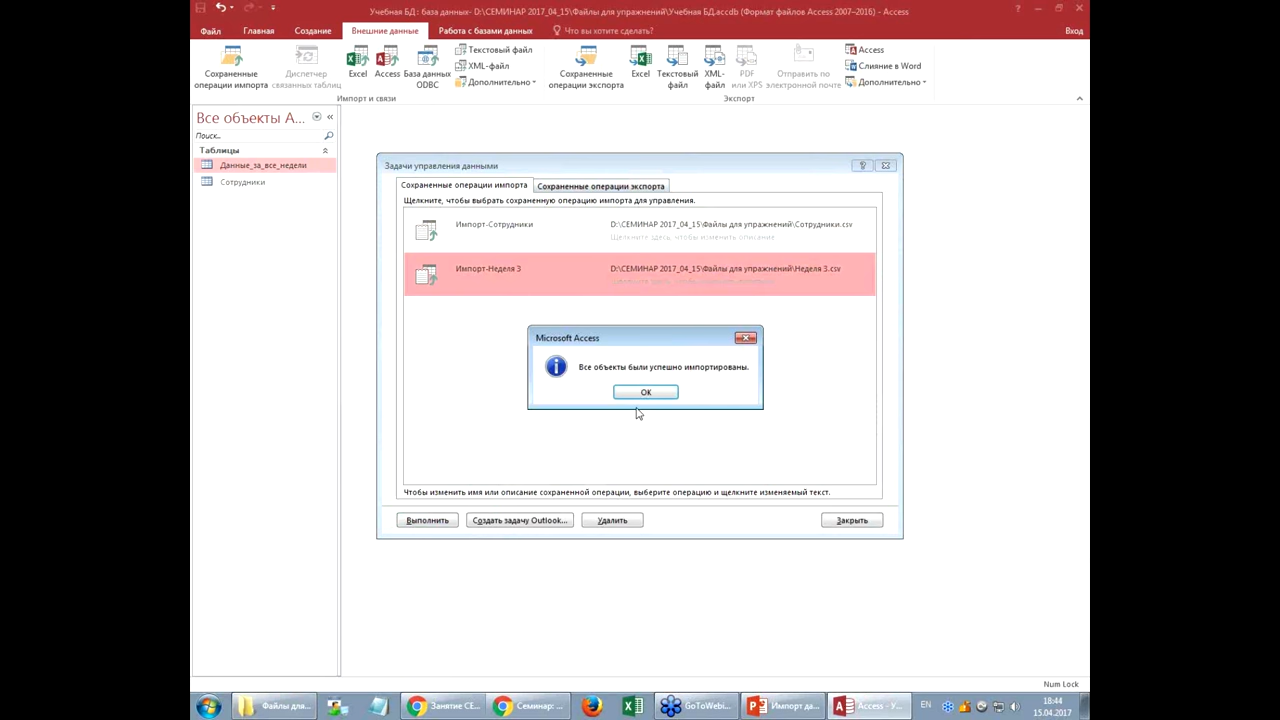 Учебная БД : база данных- D:\СЕМИНАР 2017_04_15\Файлы для упражнений\Учебная БД.accdb (Формат файлов Access 2007–2016) - Access
Файл Главная Создание Внешние данные Работа с базами данных Что вы хотите сделать? Вход
Сохраненные операции импорта
Диспетчер связанных таблиц
Excel
Access
База данных ODBC
Текстовый файл
XML-файл
Дополнительно
Импорт и связи
Сохраненные операции экспорта
Excel
Текстовый файл
XML-файл
PDF или XPS
Отправить по электронной почте
Access
Слияние в Word
Дополнительно
Экспорт
Все объекты A...
Поиск...
Таблицы
Данные_за_все_недели
Сотрудники
Задачи управления данными
Сохраненные операции импорта Сохраненные операции экспорта
Щелкните, чтобы выбрать сохраненную операцию импорта для управления.
Импорт-Сотрудники D:\СЕМИНАР 2017_04_15\Файлы для упражнений\Сотрудники.csv
Щелкните здесь, чтобы изменить описание
Импорт-Неделя 3 D:\СЕМИНАР 2017_04_15\Файлы для упражнений\Неделя 3.csv
Microsoft Access
Все объекты были успешно импортированы.
OK
Чтобы изменить имя или описание сохраненной операции, выберите операцию и щелкните изменяемый текст.
Выполнить Создать задачу Outlook... Удалить Закрыть
Num Lock
Файлы для... Занятие СЕ... Семинар: ... GoToWebi... Импорт да... Access - У... EN 18:44
15.04.2017